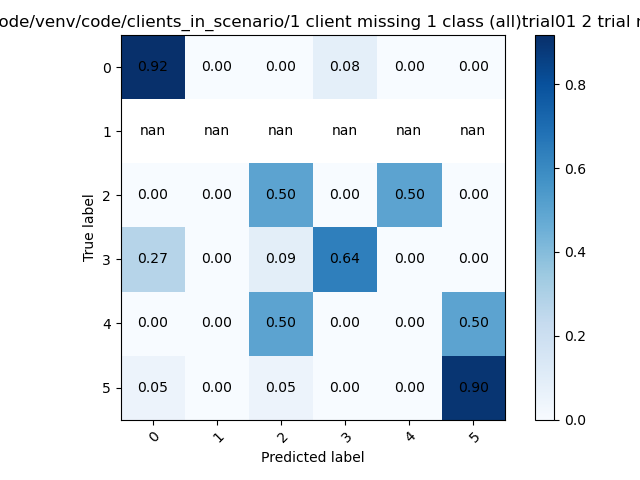 ode/venv/code/clients_in_scenario/1 client missing 1 class (all)trial01 2 trial r
0 0.92 0.00 0.00 0.08 0.00 0.00
1 nan nan nan nan nan nan
2 0.00 0.00 0.50 0.00 0.50 0.00
3 0.27 0.00 0.09 0.64 0.00 0.00
4 0.00 0.00 0.50 0.00 0.00 0.50
5 0.05 0.00 0.05 0.00 0.00 0.90
True label
0 1 2 3 4 5
Predicted label
0.8
0.6
0.4
0.2
0.0